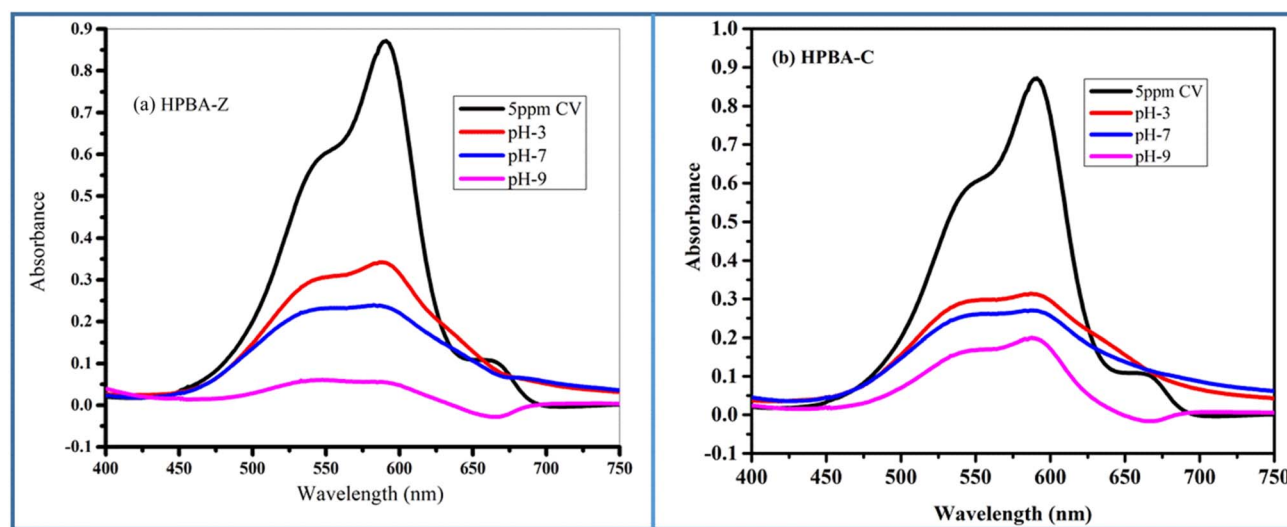 (a) HPBA-Z
5ppm CV
pH-3
pH-7
pH-9
Absorbance
0.9
0.8
0.7
0.6
0.5
0.4
0.3
0.2
0.1
0.0
-0.1
400 450 500 550 600 650 700 750
Wavelength (nm)
(b) HPBA-C
5ppm CV
pH-3
pH-7
pH-9
Absorbance
1.0
0.9
0.8
0.7
0.6
0.5
0.4
0.3
0.2
0.1
0.0
-0.1
400 450 500 550 600 650 700 750
Wavelength (nm)